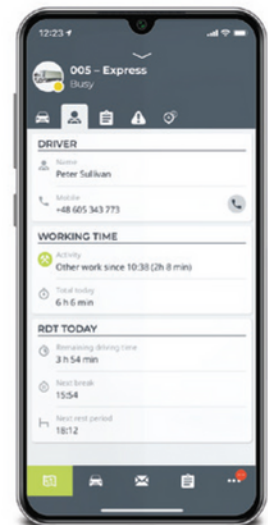 12:23
005 – Express
Busy
DRIVER
Name
Peter Sullivan
Mobile
+48 605 343 773
WORKING TIME
Activity
Other work since 10:38 (2h 8 min)
Total today
6 h 6 min
RDT TODAY
Remaining driving time
3 h 54 min
Next break
15:54
Next rest period
18:12